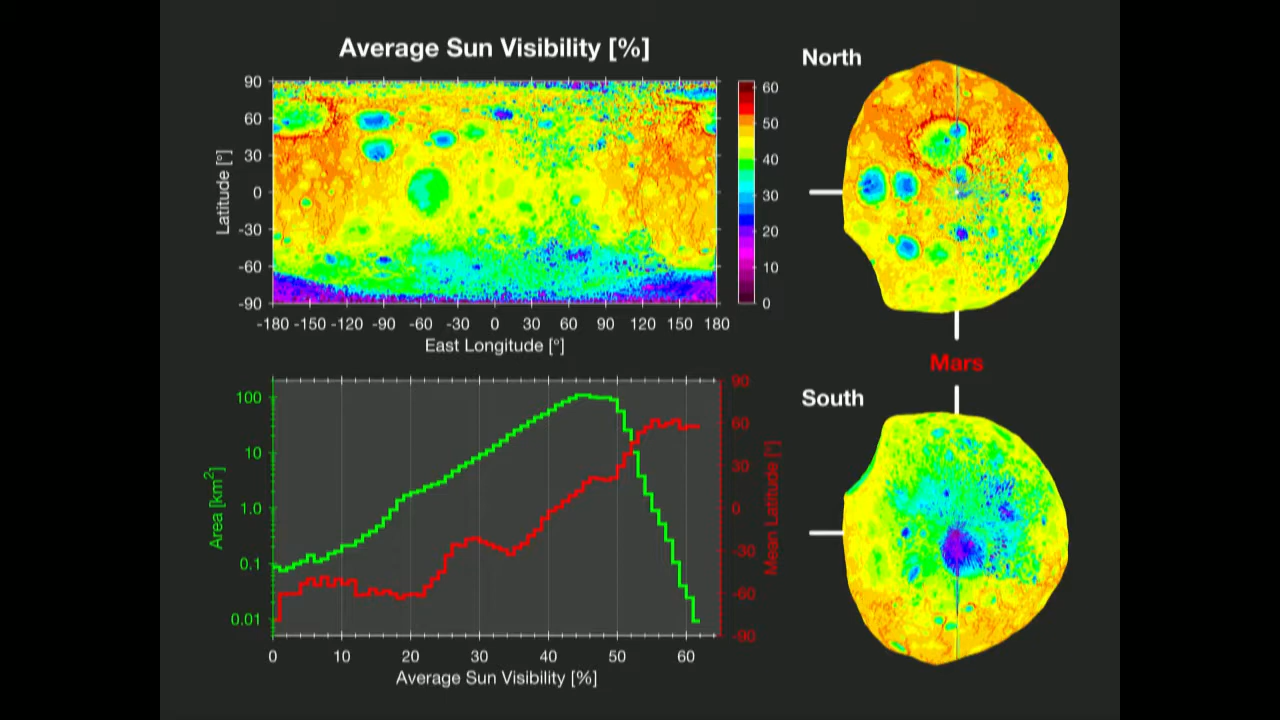 Average Sun Visibility [%]
90
60
30
0
-30
-60
-90
Latitude [°]
-180 -150 -120 -90 -60 -30 0 30 60 90 120 150 180
East Longitude [°]
60
50
40
30
20
10
0
North
Mars
South
100
10
1.0
0.1
0.01
Area [km²]
90
60
30
0
-30
-60
-90
Mean Latitude [°]
0 10 20 30 40 50 60
Average Sun Visibility [%]